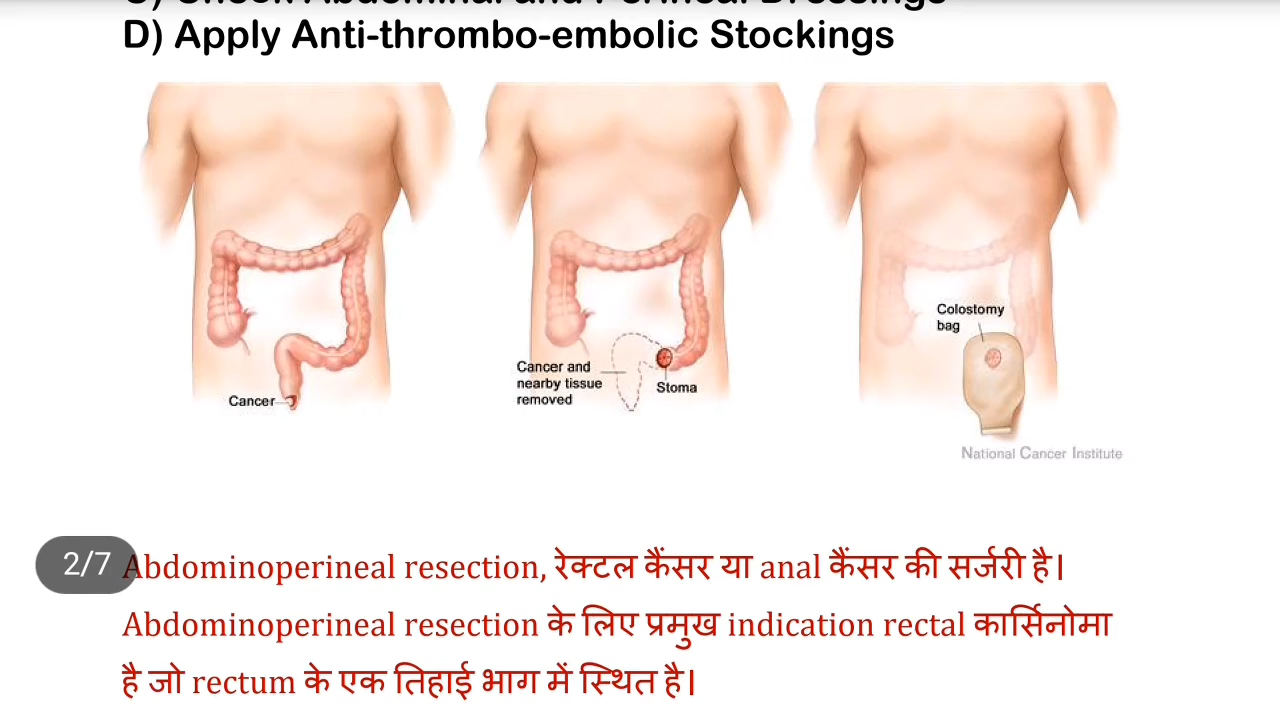 D) Apply Anti-thrombo-embolic Stockings
Cancer
Cancer and
nearby tissue
removed
Stoma
Colostomy
bag
National Cancer Institute
2/7
Abdominoperineal resection, रेक्टल कैंसर या anal कैंसर की सर्जरी है।
Abdominoperineal resection के लिए प्रमुख indication rectal कार्सिनोमा
है जो rectum के एक तिहाई भाग में स्थित है।